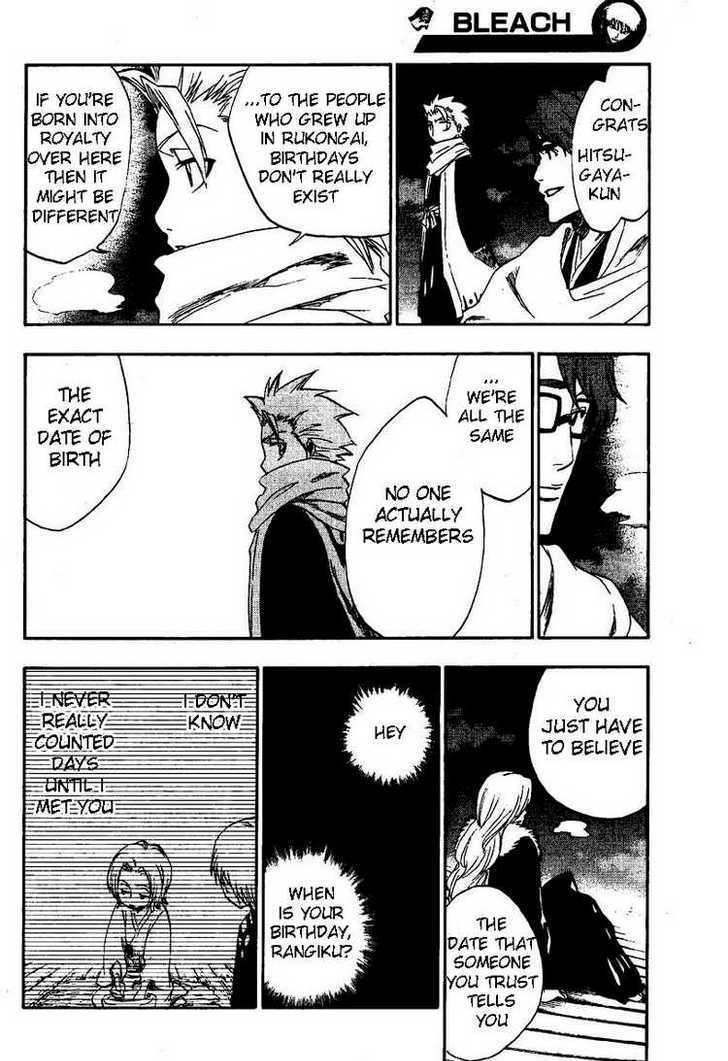 BLEACH
CON-
GRATS
HITSU-
GAYA-
KUN
...TO THE PEOPLE
WHO GREW UP
IN RUKONGAI,
BIRTHDAYS
DON'T REALLY
EXIST
IF YOU'RE
BORN INTO
ROYALTY
OVER HERE
THEN IT
MIGHT BE
DIFFERENT
...
WE'RE
ALL THE
SAME
NO ONE
ACTUALLY
REMEMBERS
THE
EXACT
DATE OF
BIRTH
YOU
JUST HAVE
TO BELIEVE
THE
DATE THAT
SOMEONE
YOU TRUST
TELLS
YOU
HEY
WHEN
IS YOUR
BIRTHDAY,
RANGIKU?
I DON'T
KNOW
I NEVER
REALLY
COUNTED
DAYS
UNTIL I
MET YOU